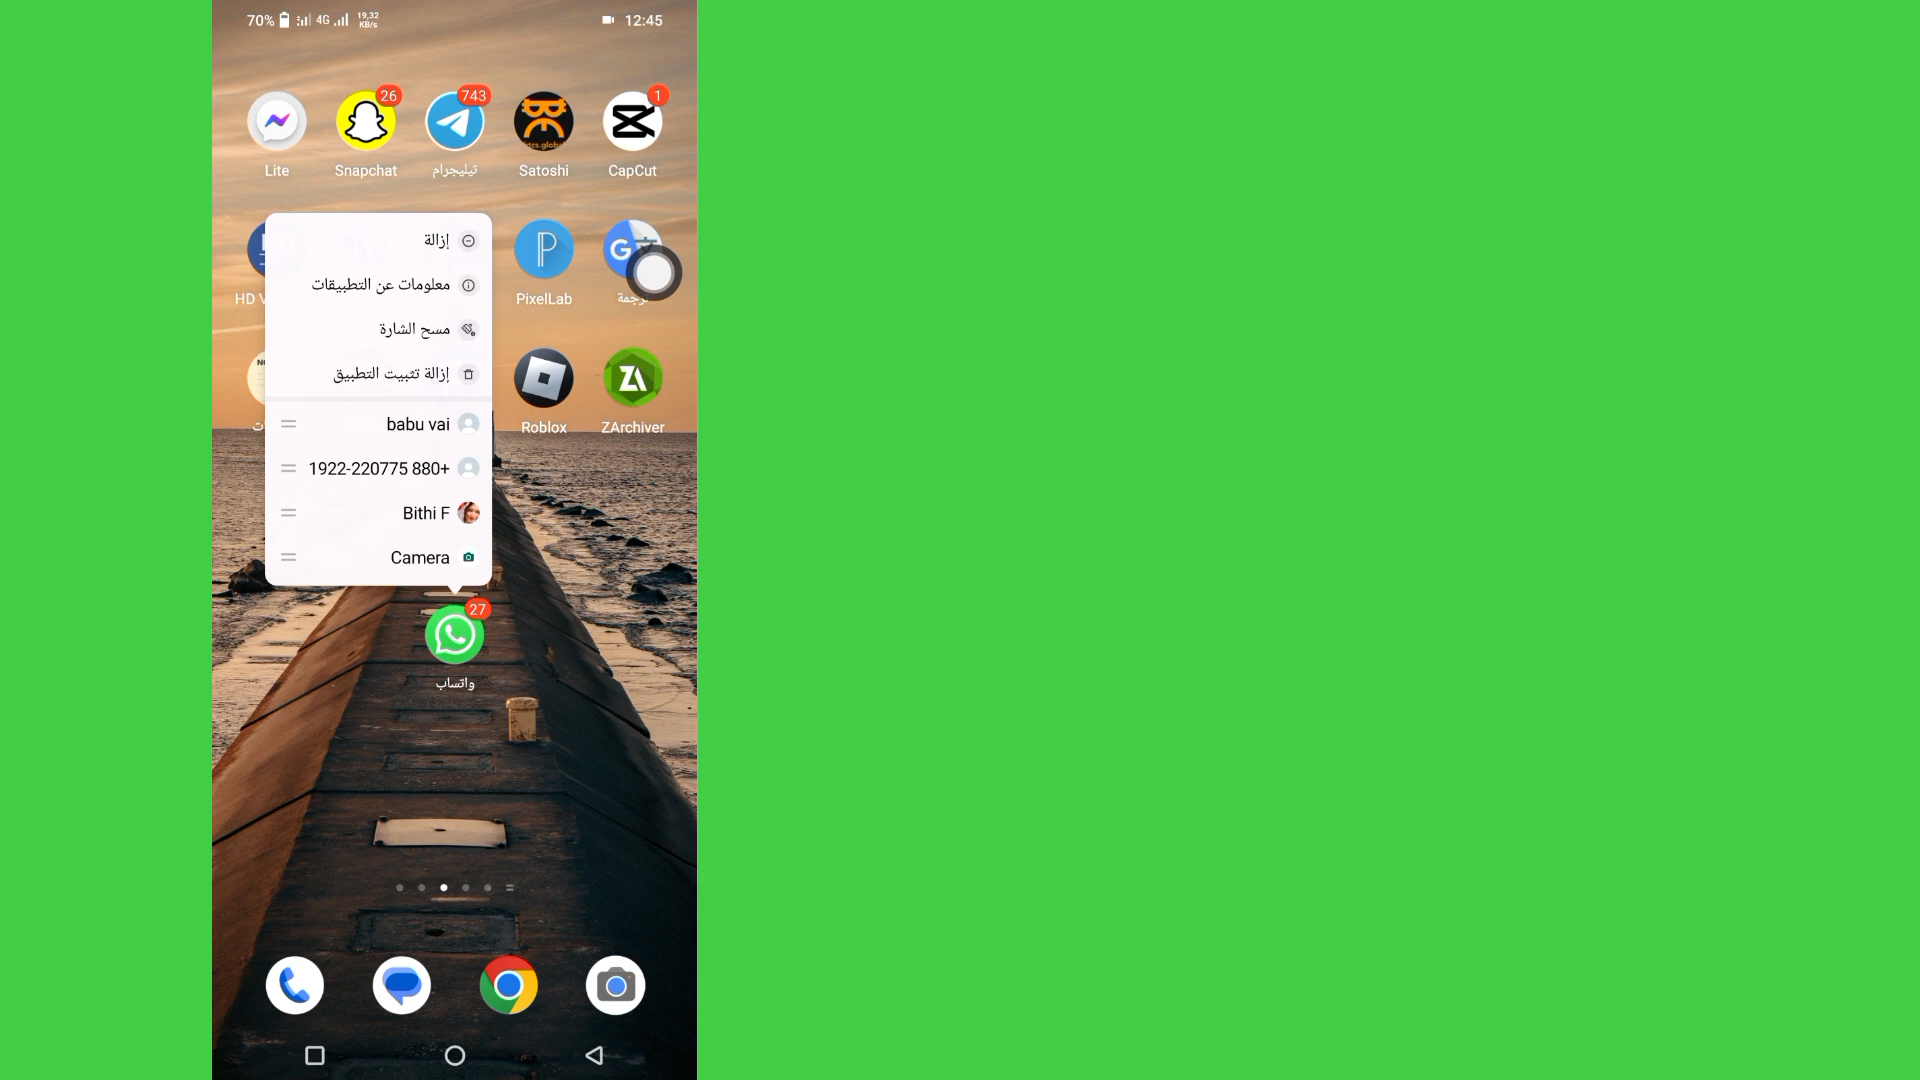 70% 4G 19,32 KB/s 12:45
26
743
1
Lite
Snapchat
تيليجرام
Satoshi
CapCut
إزالة
معلومات عن التطبيقات
مسح الشارة
إزالة تثبيت التطبيق
babu vai
1922-220775 880+
Bithi F
Camera
HD V
PixelLab
ترجمة
Roblox
ZArchiver
27
واتساب